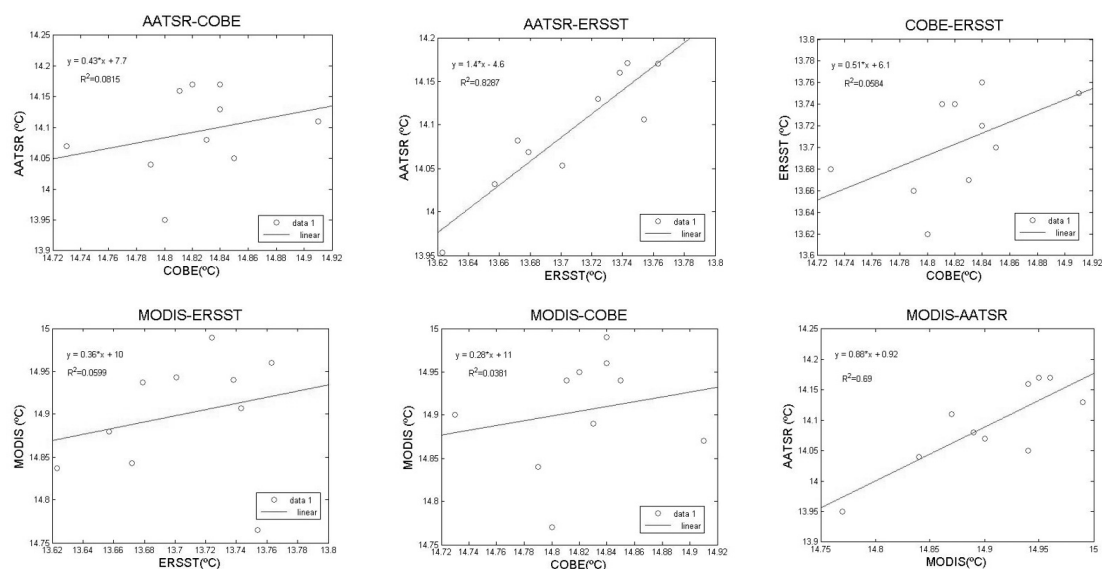 AATSR-COBE
y = 0.43*x + 7.7
R²=0.0815
AATSR (ºC)
14.25
14.2
14.15
14.1
14.05
14
13.95
13.9
14.72 14.74 14.76 14.78 14.8 14.82 14.84 14.86 14.88 14.9 14.92
COBE(ºC)
data 1
linear
AATSR-ERSST
y = 1.4*x - 4.6
R²=0.8287
AATSR (ºC)
14.2
14.15
14.1
14.05
14
13.95
13.62 13.64 13.66 13.68 13.7 13.72 13.74 13.76 13.78 13.8
ERSST(ºC)
data 1
linear
COBE-ERSST
y = 0.51*x + 6.1
R²=0.0584
ERSST (ºC)
13.8
13.78
13.76
13.74
13.72
13.7
13.68
13.66
13.64
13.62
13.6
14.72 14.74 14.76 14.78 14.8 14.82 14.84 14.86 14.88 14.9 14.92
COBE(ºC)
data 1
linear
MODIS-ERSST
y = 0.36*x + 10
R²=0.0599
MODIS (ºC)
15
14.95
14.9
14.85
14.8
14.75
13.62 13.64 13.66 13.68 13.7 13.72 13.74 13.76 13.78 13.8
ERSST(ºC)
data 1
linear
MODIS-COBE
y = 0.28*x + 11
R²=0.0381
MODIS (ºC)
15
14.95
14.9
14.85
14.8
14.75
14.72 14.74 14.76 14.78 14.8 14.82 14.84 14.86 14.88 14.9 14.92
COBE(ºC)
data 1
linear
MODIS-AATSR
y = 0.88*x + 0.92
R²=0.69
AATSR (ºC)
14.25
14.2
14.15
14.1
14.05
14
13.95
13.9
14.75 14.8 14.85 14.9 14.95 15
MODIS(ºC)
data 1
linear